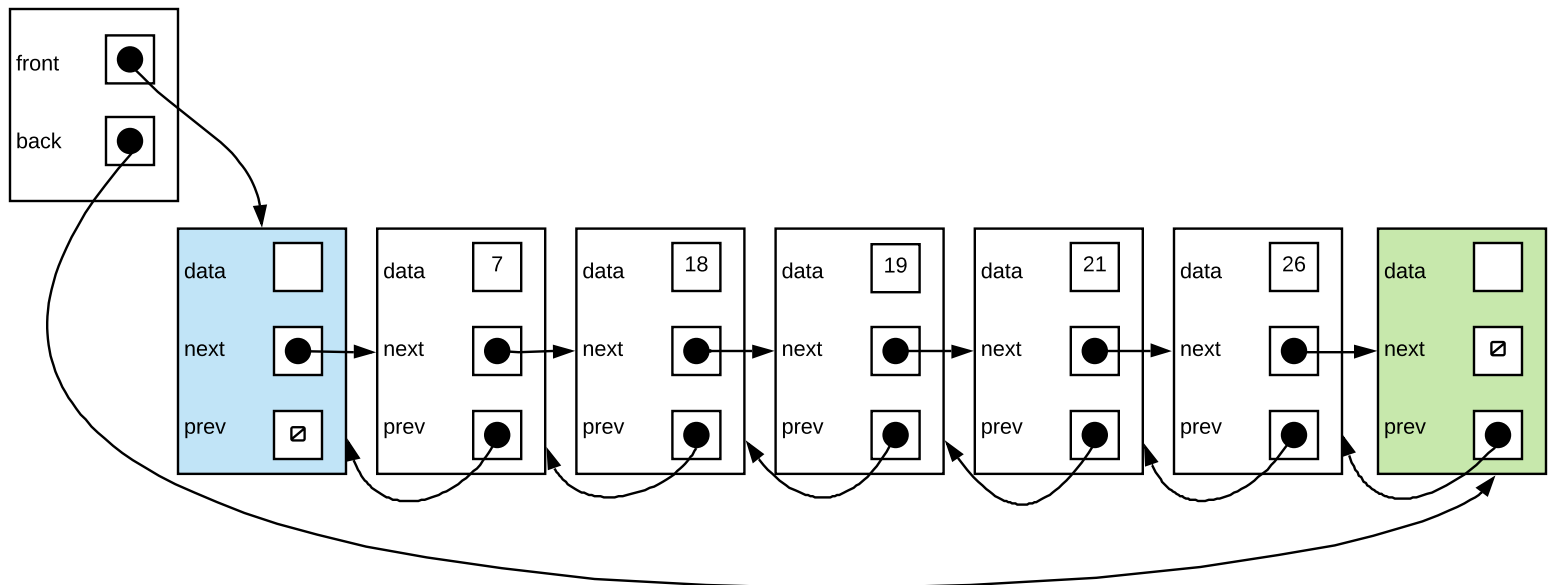 front
back
data data 7 data 18 data 19 data 21 data 26 data
next next next next next next next
prev prev prev prev prev prev prev